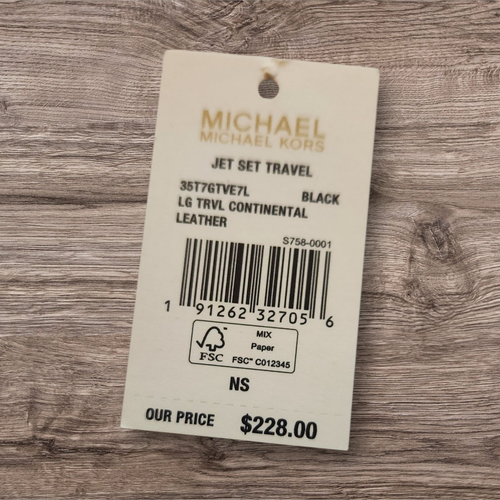 MICHAEL
MICHAEL KORS
JET SET TRAVEL
35T7GTVE7L BLACK
LG TRVL CONTINENTAL
LEATHER
S758-0001
1 91262 32705 6
MIX
Paper
FSC FSC™ C012345
NS
OUR PRICE $228.00